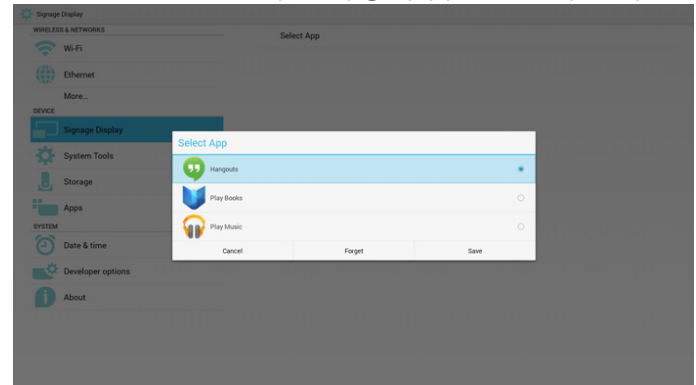 Signage Display
WIRELESS & NETWORKS
Select App
Wi-Fi
Ethernet
More...
DEVICE
Signage Display
System Tools
Storage
Apps
SYSTEM
Date & time
Developer options
About
Select App
Hangouts
Play Books
Play Music
Cancel Forget Save